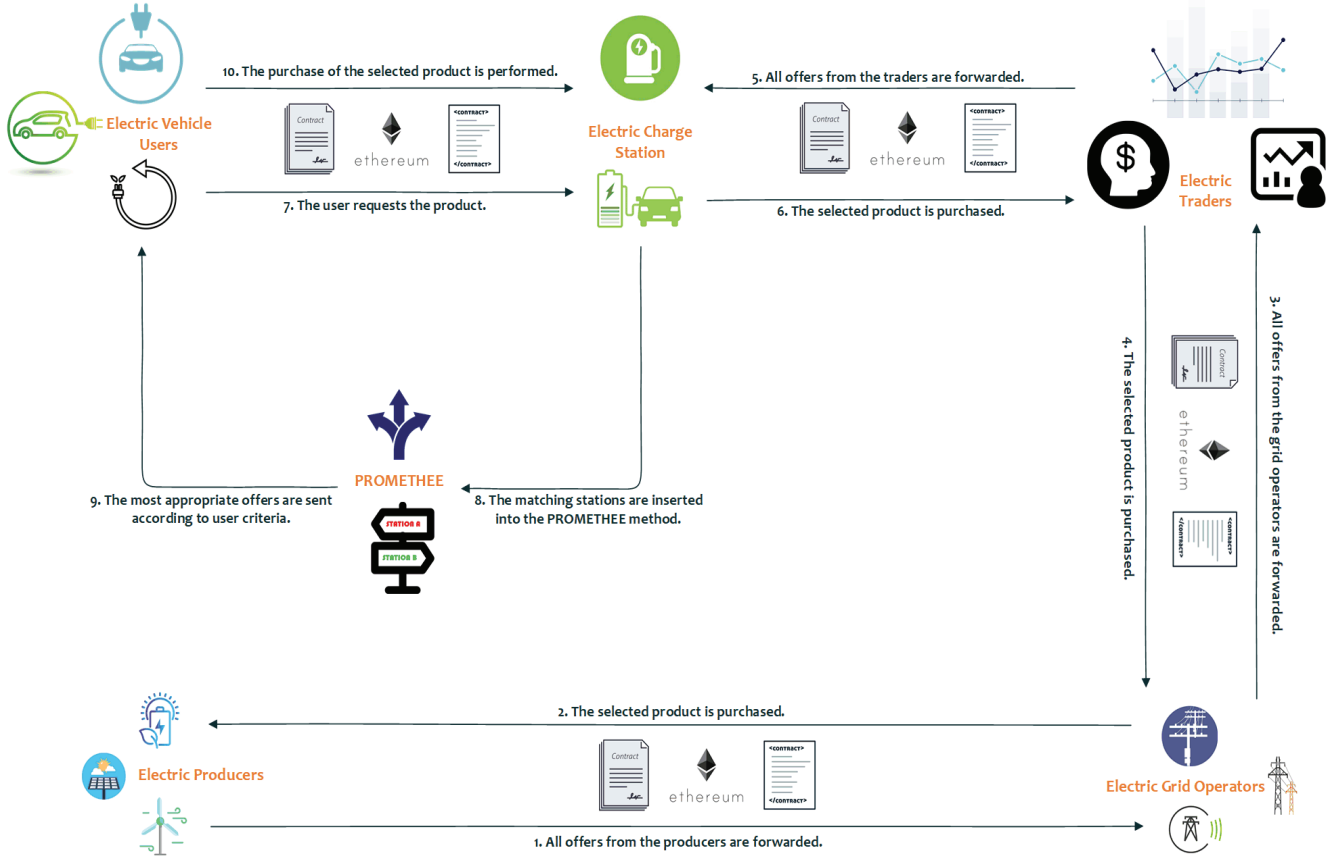 10. The purchase of the selected product is performed.
5. All offers from the traders are forwarded.
Electric Vehicle
Users
Contract
ethereum
<CONTRACT>
</CONTRACT>
Electric Charge
Station
Contract
ethereum
<CONTRACT>
</CONTRACT>
$
Electric
Traders
7. The user requests the product.
6. The selected product is purchased.
3. All offers from the grid operators are forwarded.
4. The selected product is purchased.
Contract
ethereum
<CONTRACT>
</CONTRACT>
PROMETHEE
9. The most appropriate offers are sent
according to user criteria.
8. The matching stations are inserted
into the PROMETHEE method.
STATION A
STATION B
2. The selected product is purchased.
Electric Producers
Contract
ethereum
<CONTRACT>
</CONTRACT>
Electric Grid Operators
1. All offers from the producers are forwarded.